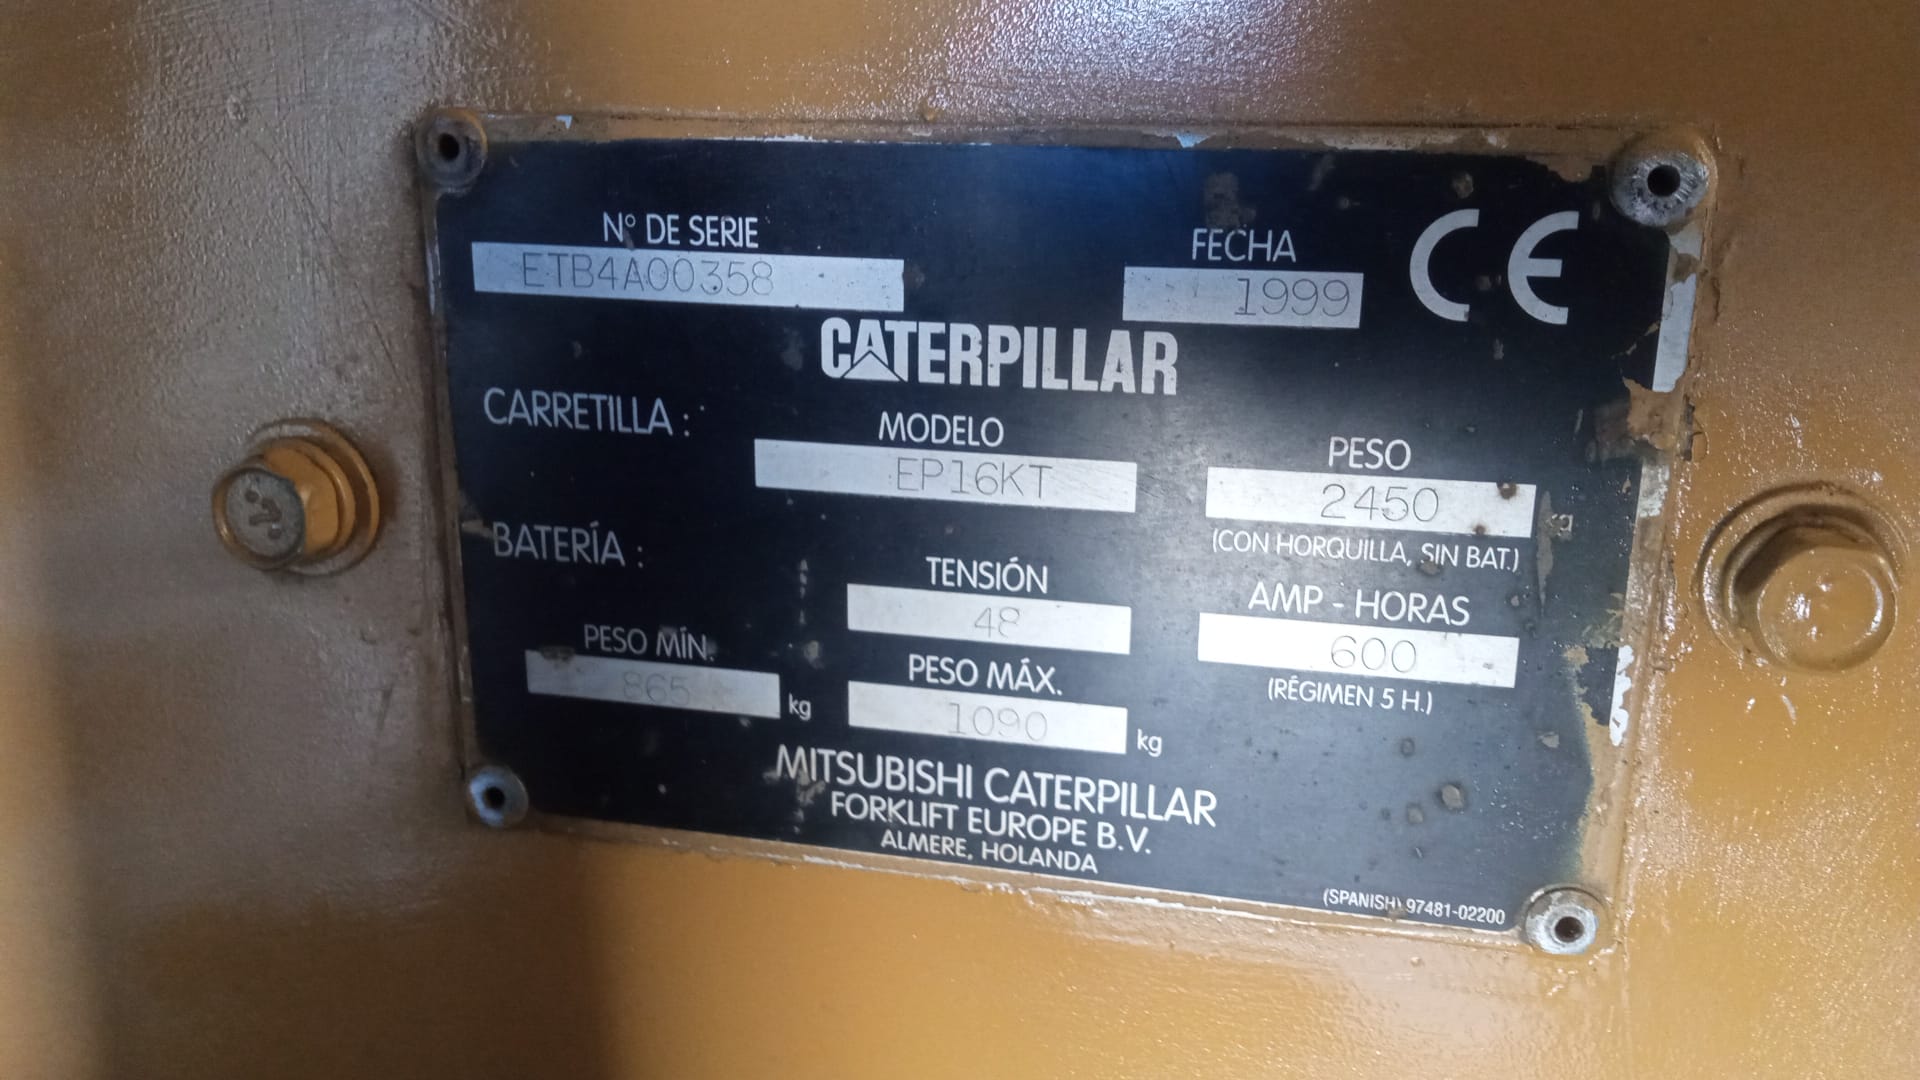 Nº DE SERIE
ETB4A00358
FECHA
1999
CE
CATERPILLAR
CARRETILLA :
MODELO
EP16KT
PESO
2450 kg
(CON HORQUILLA, SIN BAT.)
BATERÍA :
TENSIÓN
48
AMP - HORAS
600
(RÉGIMEN 5 H.)
PESO MÍN.
865 kg
PESO MÁX.
1090 kg
MITSUBISHI CATERPILLAR
FORKLIFT EUROPE B.V.
ALMERE, HOLANDA
(SPANISH) 97481-02200